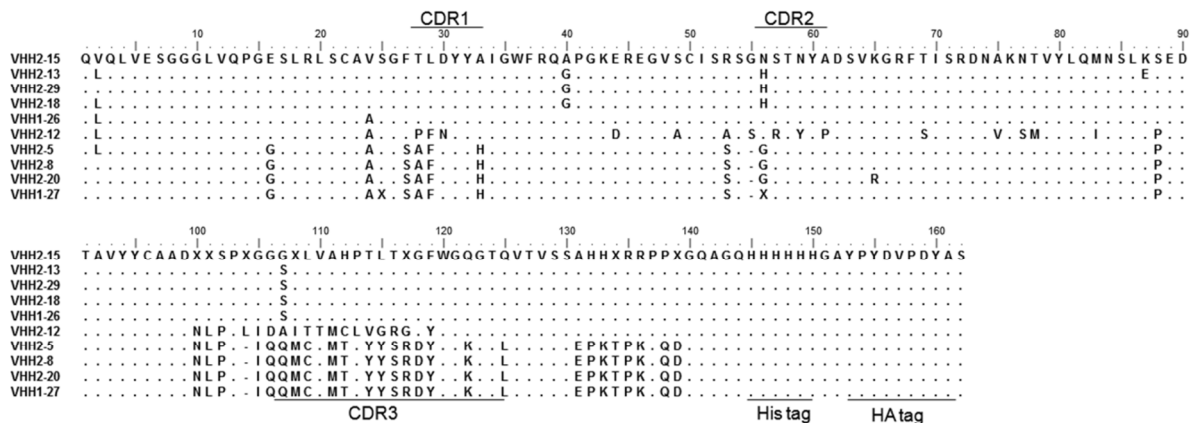 CDR1 CDR2
10 20 30 40 50 60 70 80 90
VHH2-15 QVQLVESGGGLVQPGESLRLSCAVSGFTLDYYAIGWFRQAPGKEREGVSCISRSGNSTNYADSVKGRFTISRDNAKNTVYLQMNSLKSED
VHH2-13 .L.....................................G...............H..............................E...
VHH2-29 .......................................G...............H..................................
VHH2-18 .L.....................................G...............H..................................
VHH1-26 .L.....................A..................................................................
VHH2-12 .L.....................A...PFN.............D....A...A.S.R.Y.P.......S.....V.SM....I....P..
VHH2-5 .L.............G.......A..SAF...H...................S.-G...............................P..
VHH2-8 ...............G.......A..SAF...H...................S.-G...............................P..
VHH2-20 ...............G.......A..SAF...H...................S.-G........R......................P..
VHH1-27 ...............G.......AX.SAF...H...................S.-X...............................P..
100 110 120 130 140 150 160
VHH2-15 TAVYYCAADXXSPXGGGXLVAHPTLTXGFWGQGTQVTVSSAHHXRRPPXGQAGQHHHHHHGAYPYDVPDYAS
VHH2-13 ................S.......................................................
VHH2-29 ................S.......................................................
VHH2-18 ................S.......................................................
VHH1-26 ................S.......................................................
VHH2-12 .........NLP.LIDAITTMCLVGRG.Y...........................................
VHH2-5 .........NLP.-IQQMC.MT.YYSRDY..K..L.....EPKTPK.QD.......................
VHH2-8 .........NLP.-IQQMC.MT.YYSRDY..K..L.....EPKTPK.QD.......................
VHH2-20 .........NLP.-IQQMC.MT.YYSRDY..K..L.....EPKTPK.QD.......................
VHH1-27 .........NLP.-IQQMC.MT.YYSRDY..K..L.....EPKTPK.QD.......................
CDR3 His tag HA tag